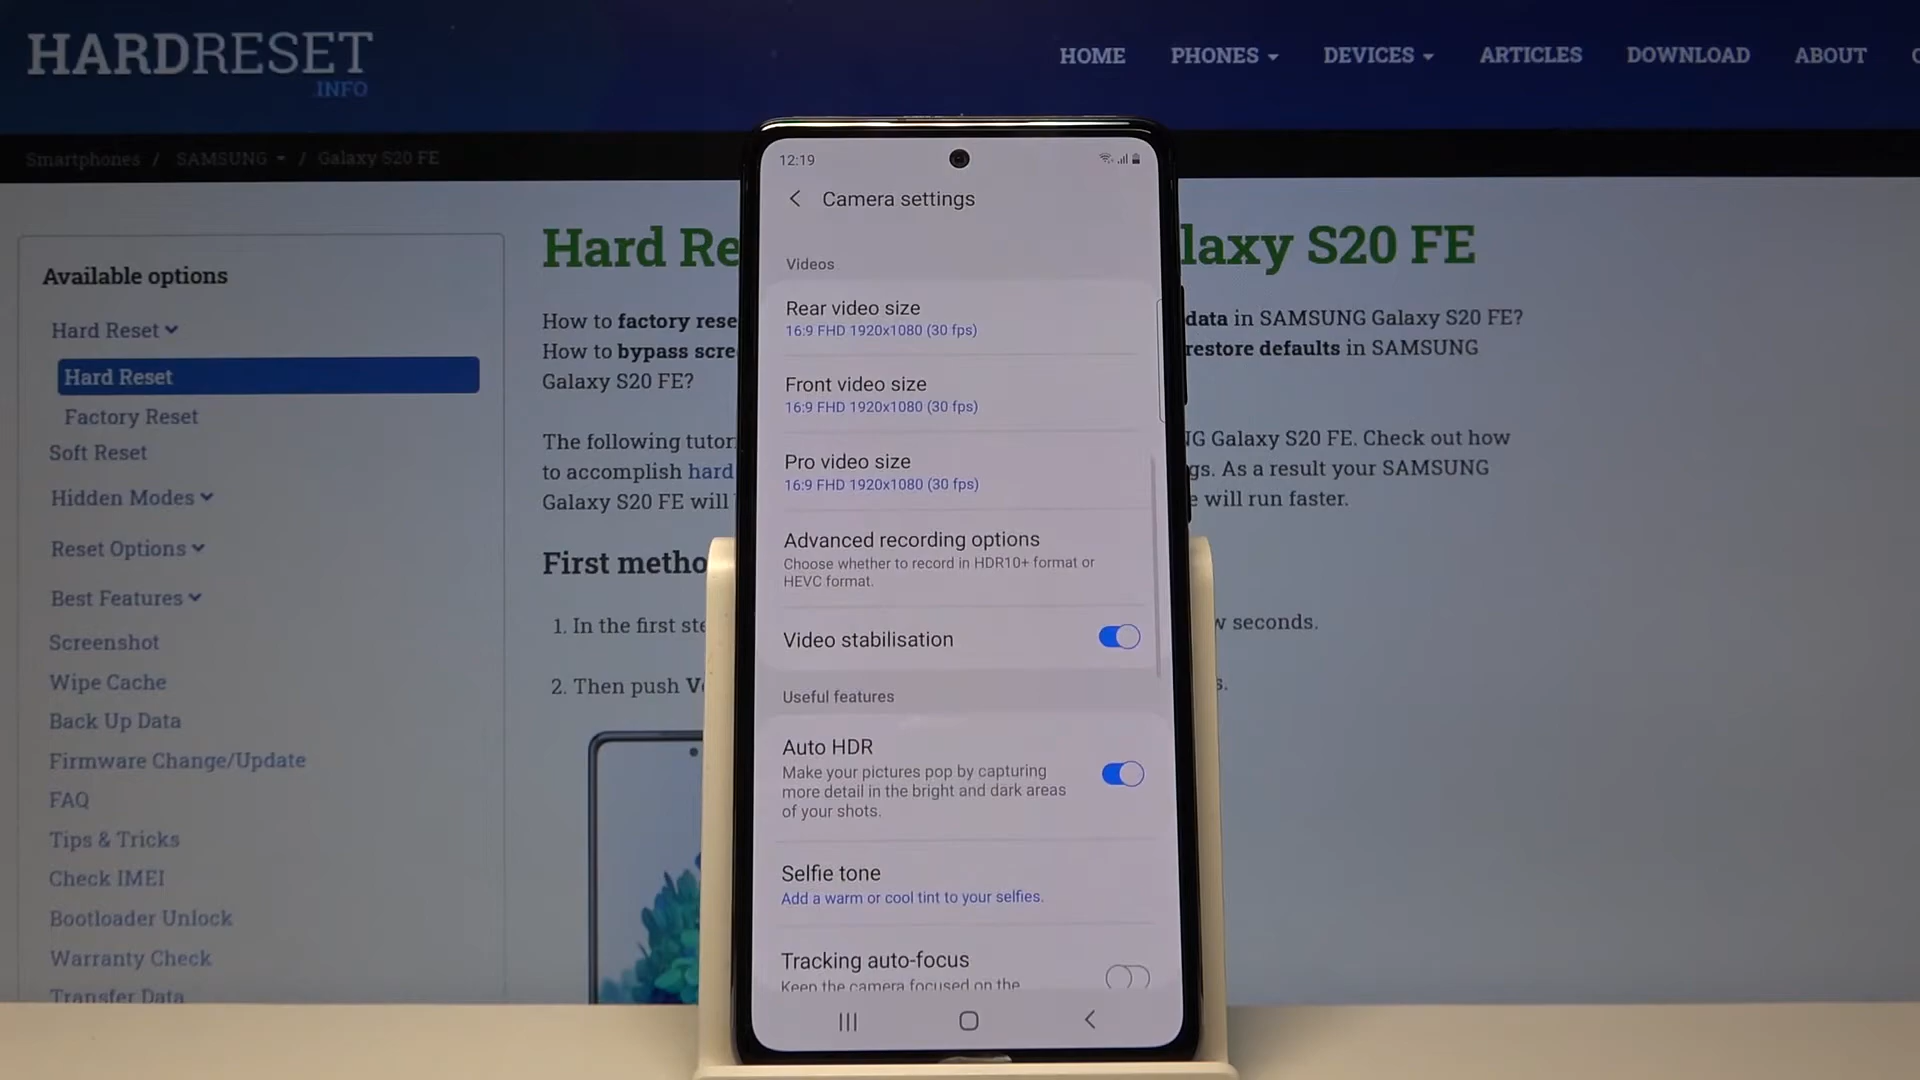 HARDRESET
.INFO
HOME
PHONES
DEVICES
ARTICLES
DOWNLOAD
ABOUT
Smartphones / SAMSUNG / Galaxy S20 FE
Available options
Hard Reset
Hard Reset
Factory Reset
Soft Reset
Hidden Modes
Reset Options
Best Features
Screenshot
Wipe Cache
Back Up Data
Firmware Change/Update
FAQ
Tips & Tricks
Check IMEI
Bootloader Unlock
Warranty Check
Transfer Data
Hard Re
laxy S20 FE
How to factory rese
data in SAMSUNG Galaxy S20 FE?
How to bypass scre
restore defaults in SAMSUNG
Galaxy S20 FE?
The following tutor
NG Galaxy S20 FE. Check out how
to accomplish hard
gs. As a result your SAMSUNG
Galaxy S20 FE will
e will run faster.
First metho
1. In the first ste
w seconds.
2. Then push V
s.
12:19
Camera settings
Videos
Rear video size
16:9 FHD 1920x1080 (30 fps)
Front video size
16:9 FHD 1920x1080 (30 fps)
Pro video size
16:9 FHD 1920x1080 (30 fps)
Advanced recording options
Choose whether to record in HDR10+ format or
HEVC format.
Video stabilisation
Useful features
Auto HDR
Make your pictures pop by capturing
more detail in the bright and dark areas
of your shots.
Selfie tone
Add a warm or cool tint to your selfies.
Tracking auto-focus
Keep the camera focused on the